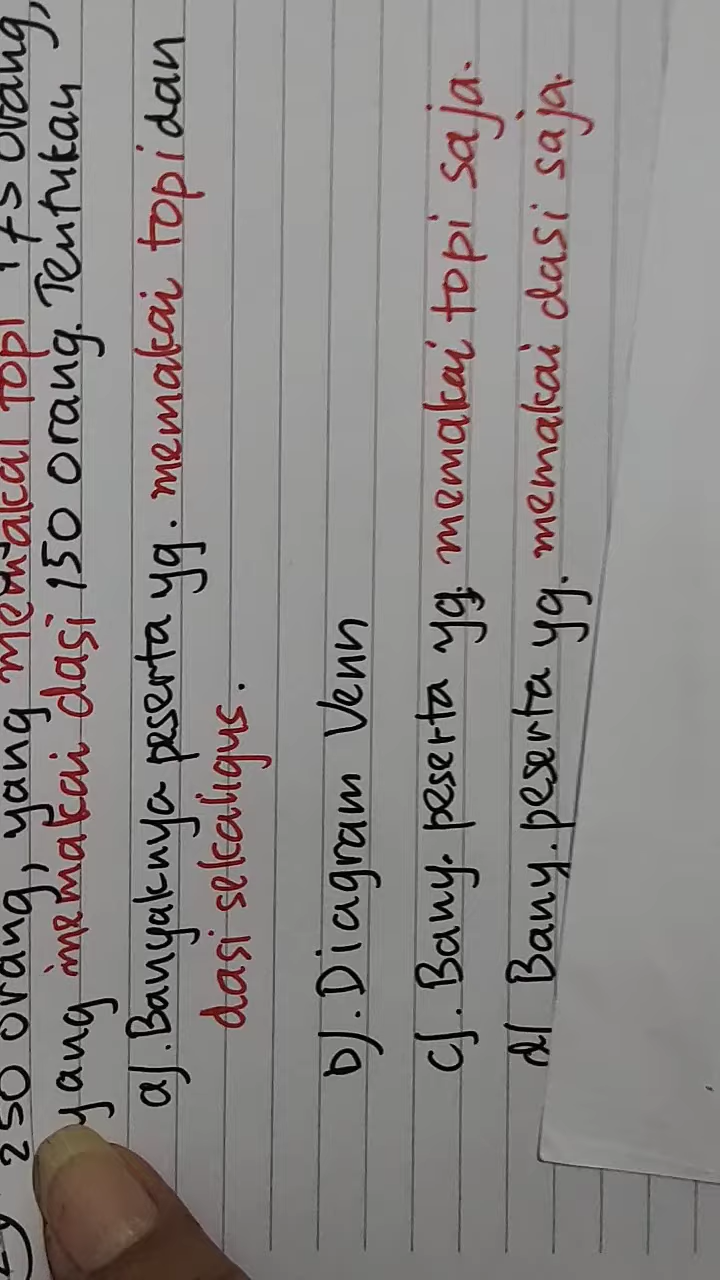 250 orang, yang memakai topi 175 orang,
yang memakai dasi 150 orang. Tentukan
a). Banyaknya peserta yg. memakai topi dan
dasi sekaligus.
b). Diagram Venn
c). Bany. peserta yg. memakai topi saja.
d) Bany. peserta yg. memakai dasi saja.